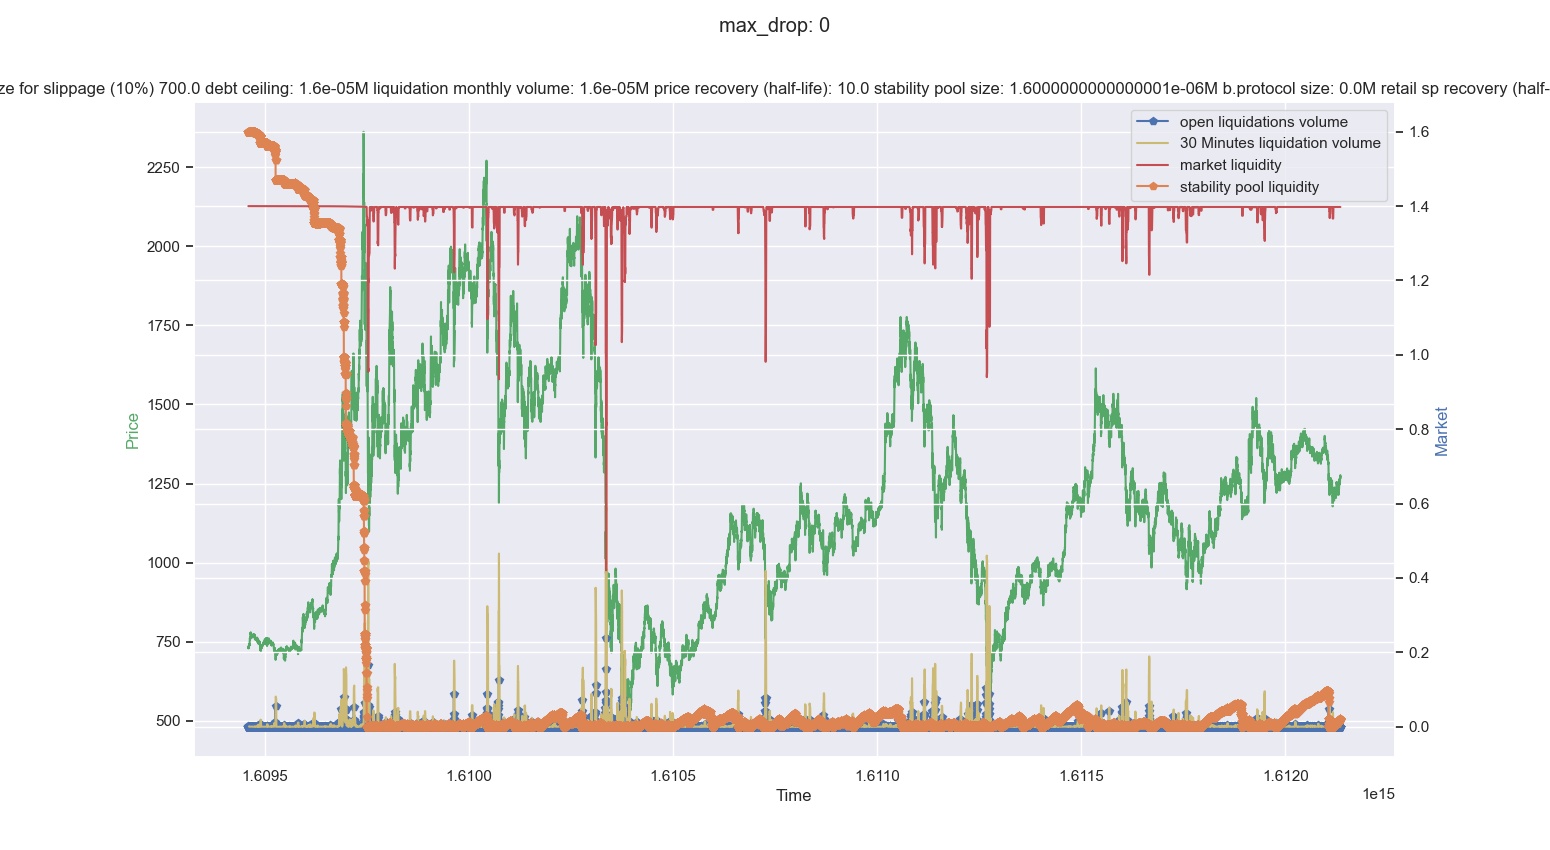 max_drop: 0
ze for slippage (10%) 700.0 debt ceiling: 1.6e-05M liquidation monthly volume: 1.6e-05M price recovery (half-life): 10.0 stability pool size: 1.6000000000000001e-06M b.protocol size: 0.0M retail sp recovery (half-
open liquidations volume
30 Minutes liquidation volume
market liquidity
stability pool liquidity
2250
2000
1750
1500
1250
1000
750
500
Price
1.6
1.4
1.2
1.0
0.8
0.6
0.4
0.2
0.0
Market
1.6095 1.6100 1.6105 1.6110 1.6115 1.6120
Time
1e15